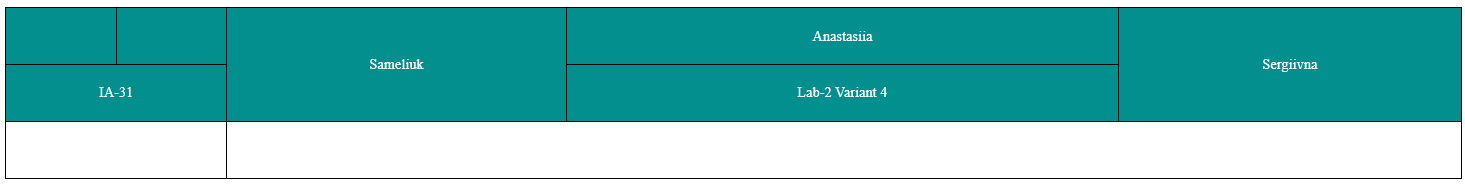 Anastasiia
Sameliuk
Sergiivna
IA-31
Lab-2 Variant 4